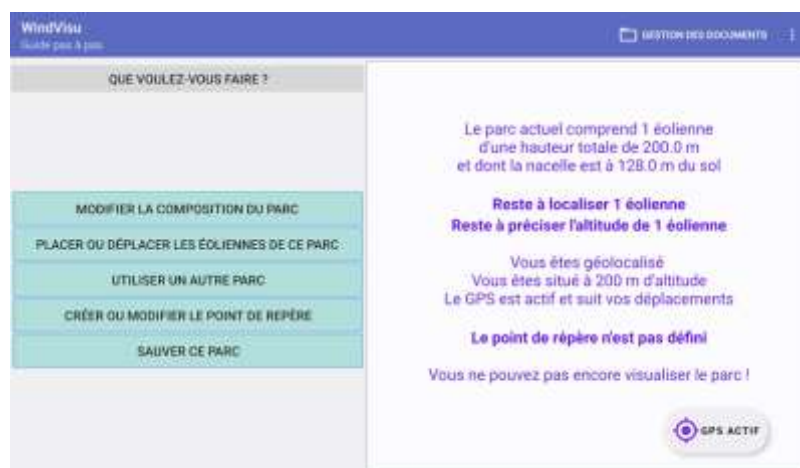 WindVisu
Guide pas à pas
GESTION DES DOCUMENTS
QUE VOULEZ-VOUS FAIRE ?
MODIFIER LA COMPOSITION DU PARC
PLACER OU DÉPLACER LES ÉOLIENNES DE CE PARC
UTILISER UN AUTRE PARC
CRÉER OU MODIFIER LE POINT DE REPÈRE
SAUVER CE PARC
Le parc actuel comprend 1 éolienne
d'une hauteur totale de 200.0 m
et dont la nacelle est à 128.0 m du sol
Reste à localiser 1 éolienne
Reste à préciser l'altitude de 1 éolienne
Vous êtes géolocalisé
Vous êtes situé à 200 m d'altitude
Le GPS est actif et suit vos déplacements
Le point de répère n'est pas défini
Vous ne pouvez pas encore visualiser le parc !
GPS ACTIF